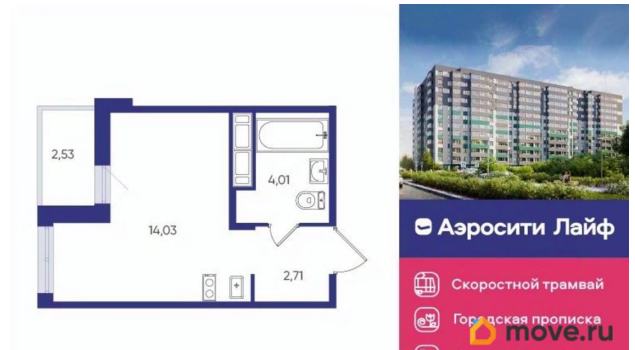 2,53
14,03
4,01
2,71
Аэросити Лайф
Скоростной трамвай
Городская прописка
move.ru